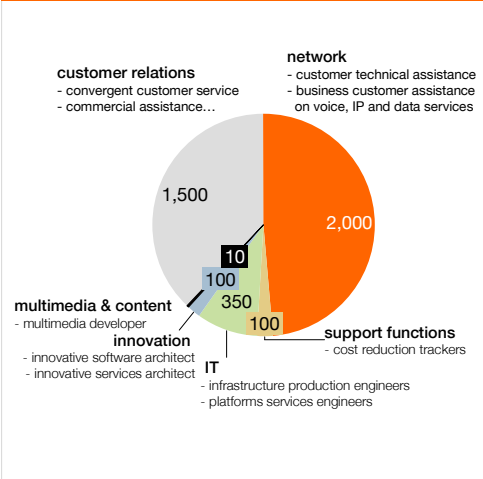 network
- customer technical assistance
- business customer assistance
on voice, IP and data services
customer relations
- convergent customer service
- commercial assistance…
1,500
2,000
10
100
350
100
multimedia & content
- multimedia developer
innovation
- innovative software architect
- innovative services architect
IT
- infrastructure production engineers
- platforms services engineers
support functions
- cost reduction trackers